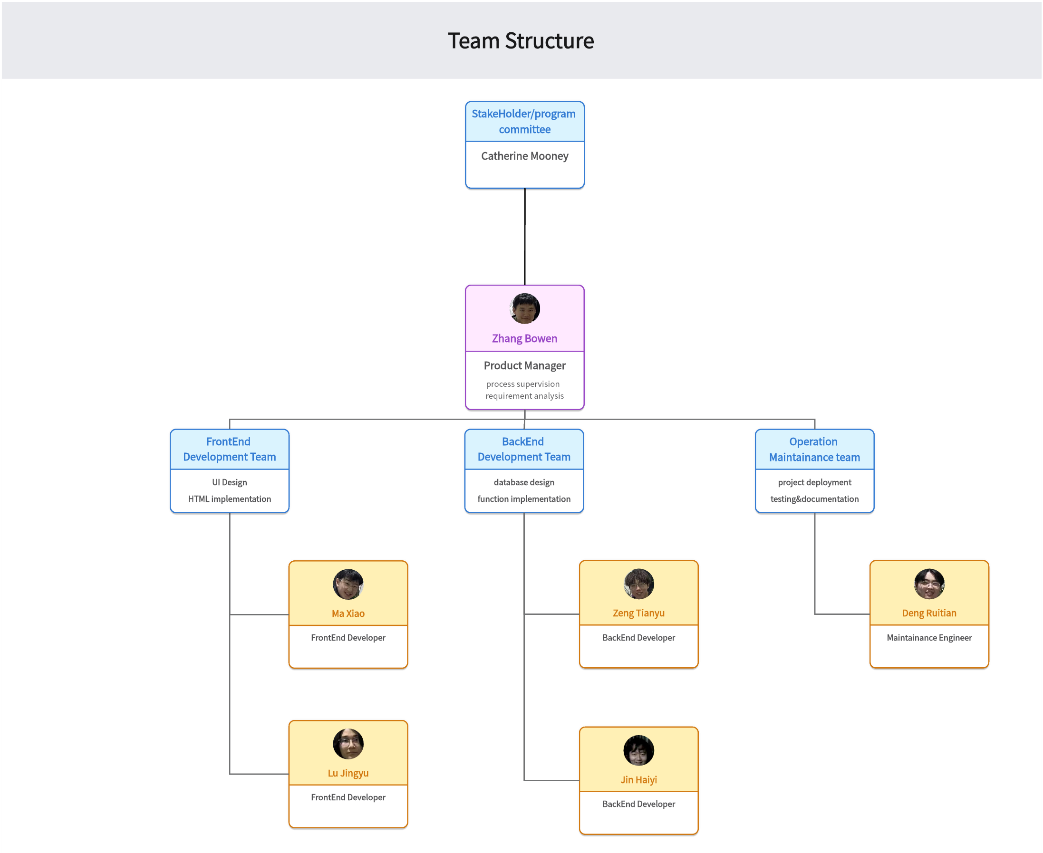 Team Structure
StakeHolder/program
committee
Catherine Mooney
Zhang Bowen
Product Manager
process supervision
requirement analysis
FrontEnd
Development Team
UI Design
HTML implementation
BackEnd
Development Team
database design
function implementation
Operation
Maintainance team
project deployment
testing&documentation
Ma Xiao
FrontEnd Developer
Zeng Tianyu
BackEnd Developer
Deng Ruitian
Maintainance Engineer
Lu Jingyu
FrontEnd Developer
Jin Haiyi
BackEnd Developer